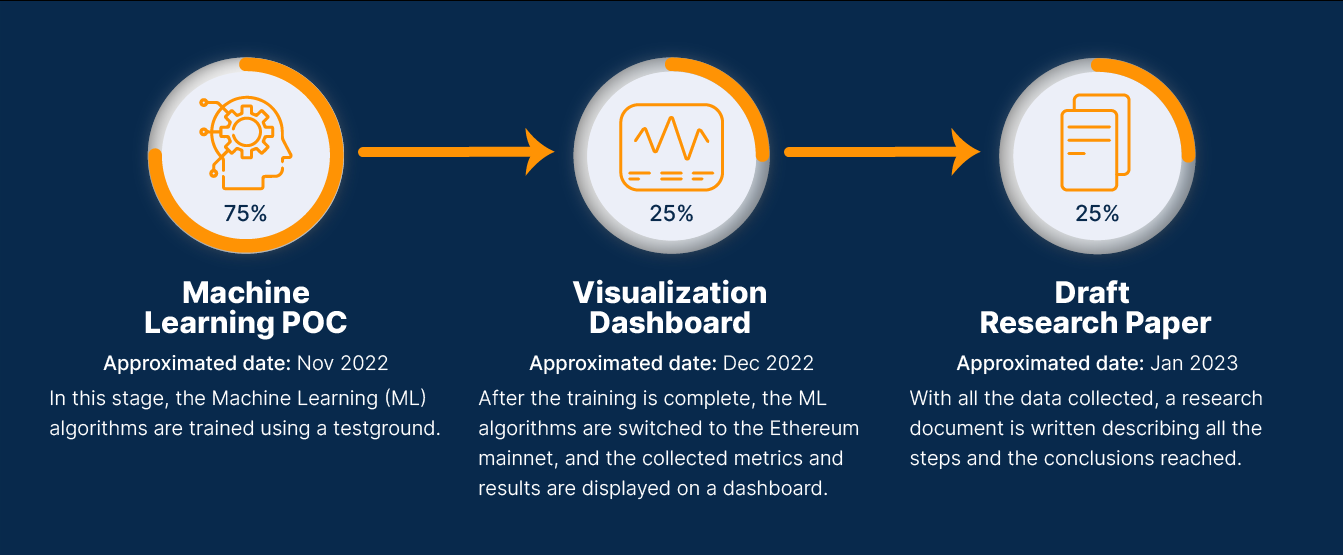 75%
Machine
Learning POC
Approximated date: Nov 2022
In this stage, the Machine Learning (ML)
algorithms are trained using a testground.
25%
Visualization
Dashboard
Approximated date: Dec 2022
After the training is complete, the ML
algorithms are switched to the Ethereum
mainnet, and the collected metrics and
results are displayed on a dashboard.
25%
Draft
Research Paper
Approximated date: Jan 2023
With all the data collected, a research
document is written describing all the
steps and the conclusions reached.